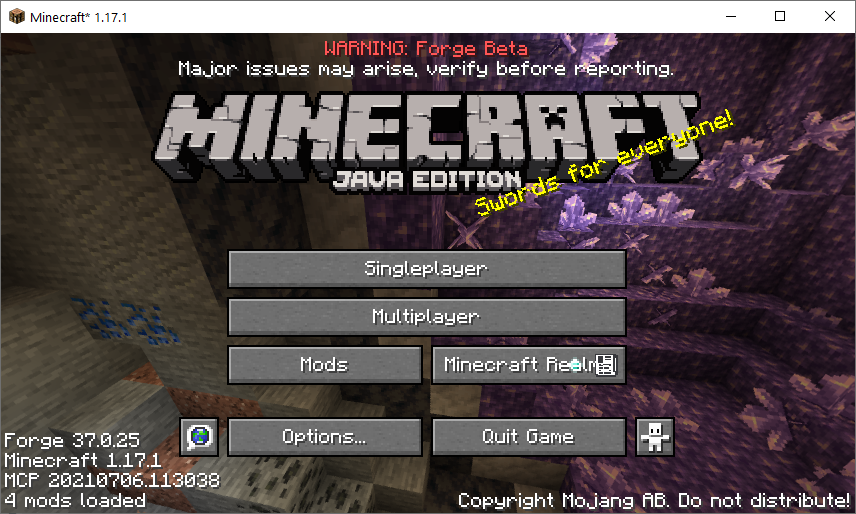 Minecraft* 1.17.1
WARNING: Forge Beta
Major issues may arise, verify before reporting.
MINECRAFT
JAVA EDITION
Swords for everyone!
Singleplayer
Multiplayer
Mods
Minecraft Realms
Options...
Quit Game
Forge 37.0.25
Minecraft 1.17.1
MCP 20210706.113038
4 mods loaded
Copyright Mojang AB. Do not distribute!